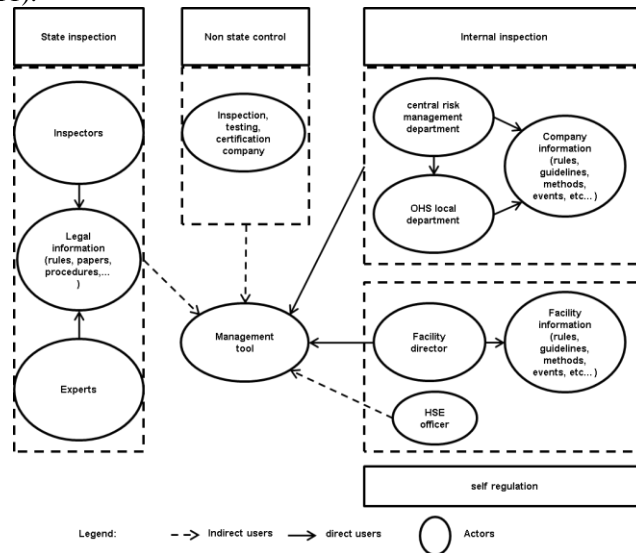 State inspection
Non state control
Internal inspection
Inspectors
Legal information
(rules, papers,
procedures,...
)
Experts
Inspection,
testing,
certification
company
Management
tool
central risk
management
department
OHS local
department
Company
information
(rules,
guidelines,
methods,
events, etc...)
Facility
director
Facility
information
(rules,
guidelines,
methods,
events, etc...)
HSE
officer
self regulation
Legend:
Indirect users
direct users
Actors